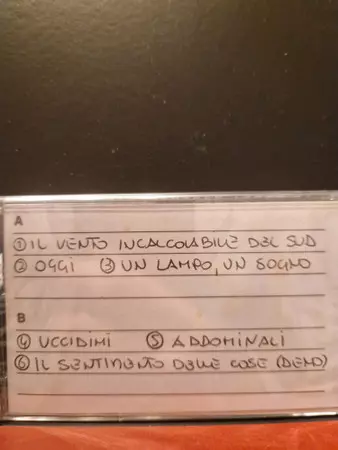 A
① IL VENTO INCALCOLABILE DEL SUD
② OGGI ③ UN LAMPO, UN SOGNO
B
④ UCCIDIMI ⑤ ADDOMINALI
⑥ IL SENTIMENTO DELLE COSE (DEMO)